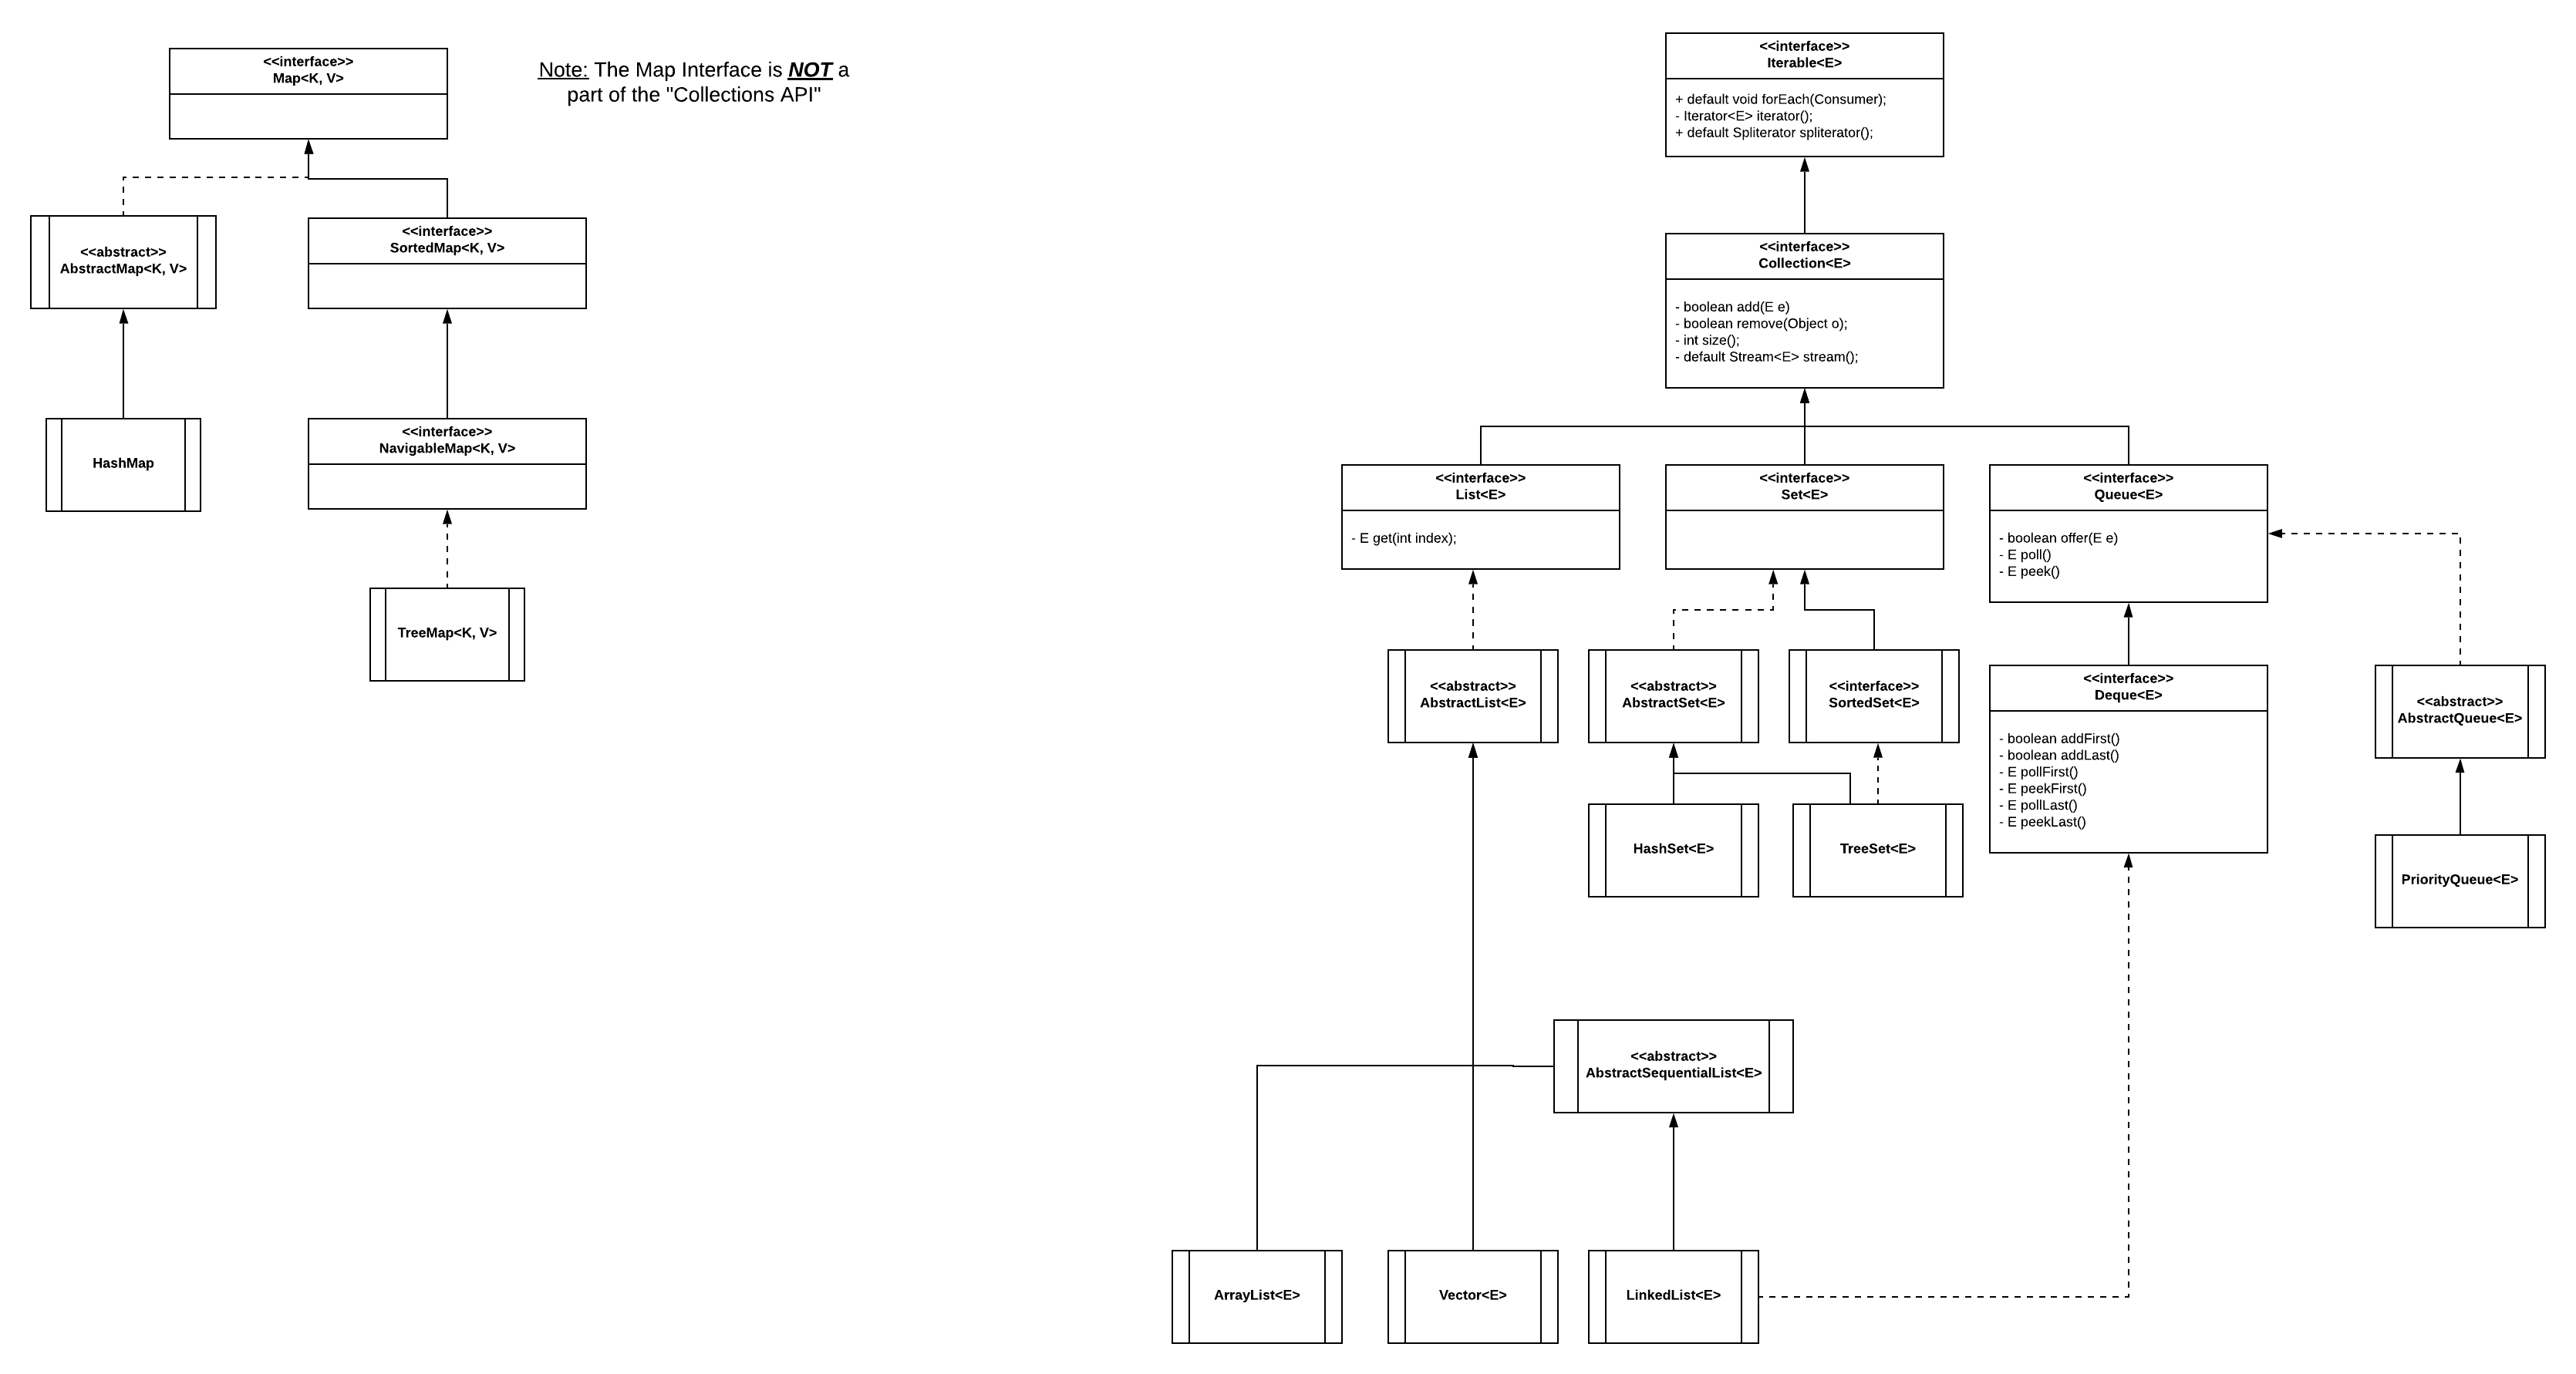 <<interface>>
Map<K, V>
Note: The Map Interface is NOT a
part of the "Collections API"
<<abstract>>
AbstractMap<K, V>
<<interface>>
SortedMap<K, V>
HashMap
<<interface>>
NavigableMap<K, V>
TreeMap<K, V>
<<interface>>
Iterable<E>
+ default void forEach(Consumer);
- Iterator<E> iterator();
+ default Spliterator spliterator();
<<interface>>
Collection<E>
- boolean add(E e)
- boolean remove(Object o);
- int size();
- default Stream<E> stream();
<<interface>>
List<E>
- E get(int index);
<<interface>>
Set<E>
<<interface>>
Queue<E>
- boolean offer(E e)
- E poll()
- E peek()
<<abstract>>
AbstractList<E>
<<abstract>>
AbstractSet<E>
<<interface>>
SortedSet<E>
<<interface>>
Deque<E>
- boolean addFirst()
- boolean addLast()
- E pollFirst()
- E peekFirst()
- E pollLast()
- E peekLast()
<<abstract>>
AbstractQueue<E>
HashSet<E>
TreeSet<E>
PriorityQueue<E>
<<abstract>>
AbstractSequentialList<E>
ArrayList<E>
Vector<E>
LinkedList<E>